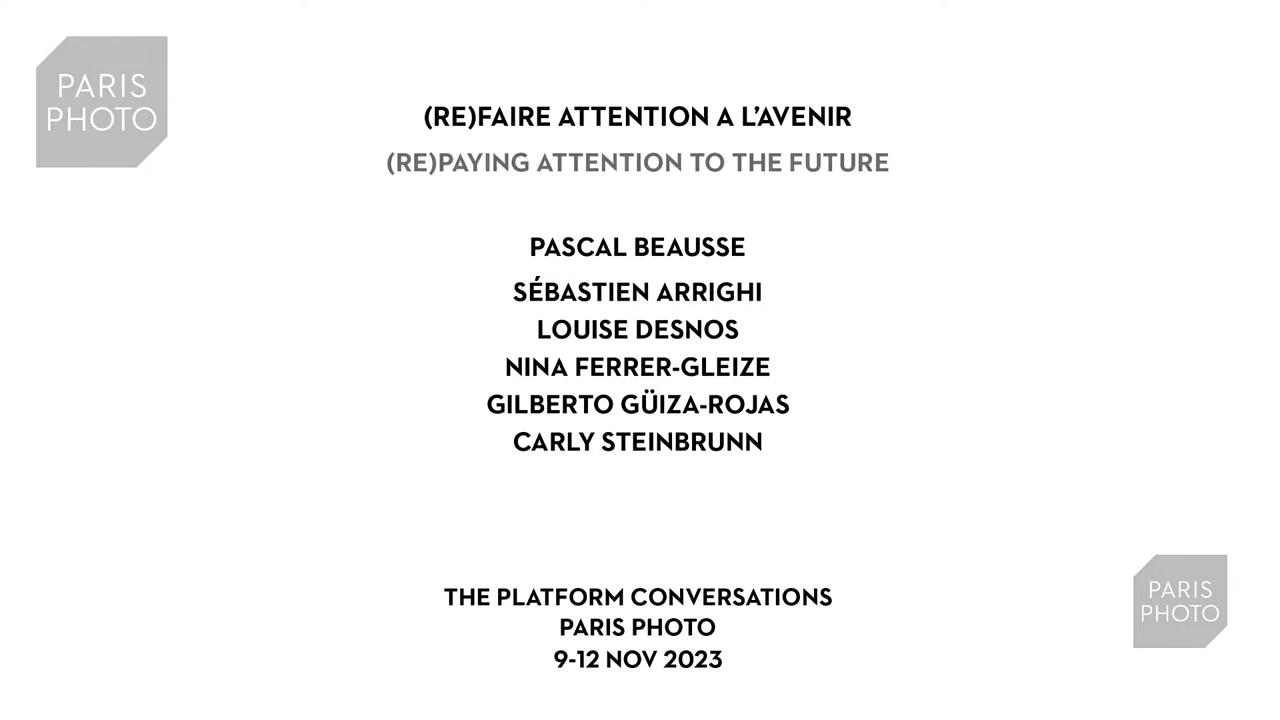 PARIS
PHOTO
(RE)FAIRE ATTENTION A L'AVENIR
(RE)PAYING ATTENTION TO THE FUTURE
PASCAL BEAUSSE
SÉBASTIEN ARRIGHI
LOUISE DESNOS
NINA FERRER-GLEIZE
GILBERTO GÜIZA-ROJAS
CARLY STEINBRUNN
THE PLATFORM CONVERSATIONS
PARIS PHOTO
9-12 NOV 2023
PARIS
PHOTO